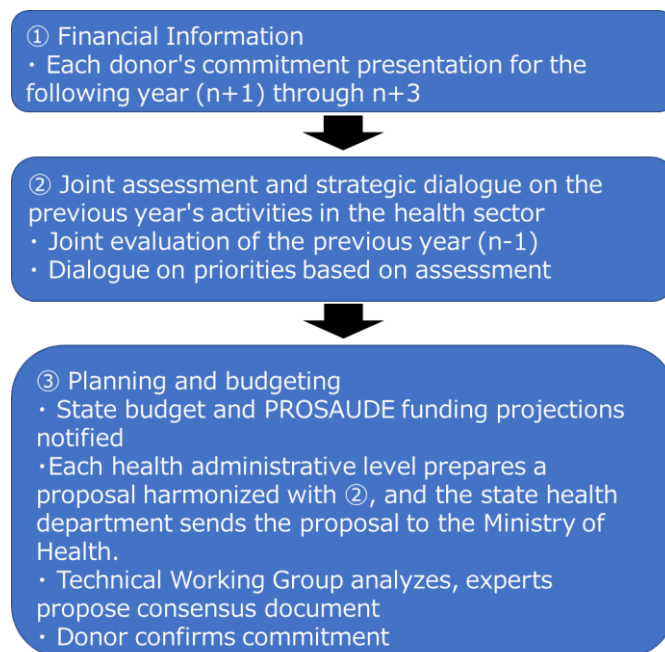 ① Financial Information
・Each donor's commitment presentation for the
following year (n+1) through n+3
② Joint assessment and strategic dialogue on the
previous year's activities in the health sector
・Joint evaluation of the previous year (n-1)
・Dialogue on priorities based on assessment
③ Planning and budgeting
・State budget and PROSAUDE funding projections
notified
・Each health administrative level prepares a
proposal harmonized with ②, and the state health
department sends the proposal to the Ministry of
Health.
・Technical Working Group analyzes, experts
propose consensus document
・Donor confirms commitment